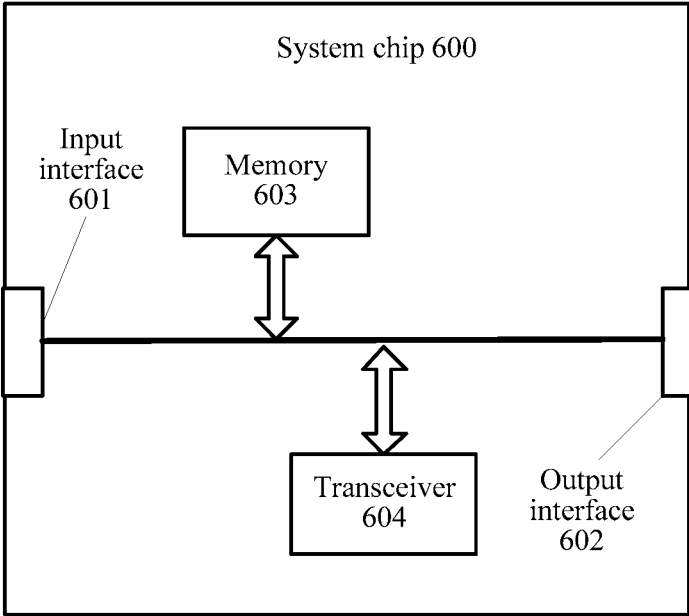 System chip 600
Input
interface
601
Memory
603
Transceiver
604
Output
interface
602